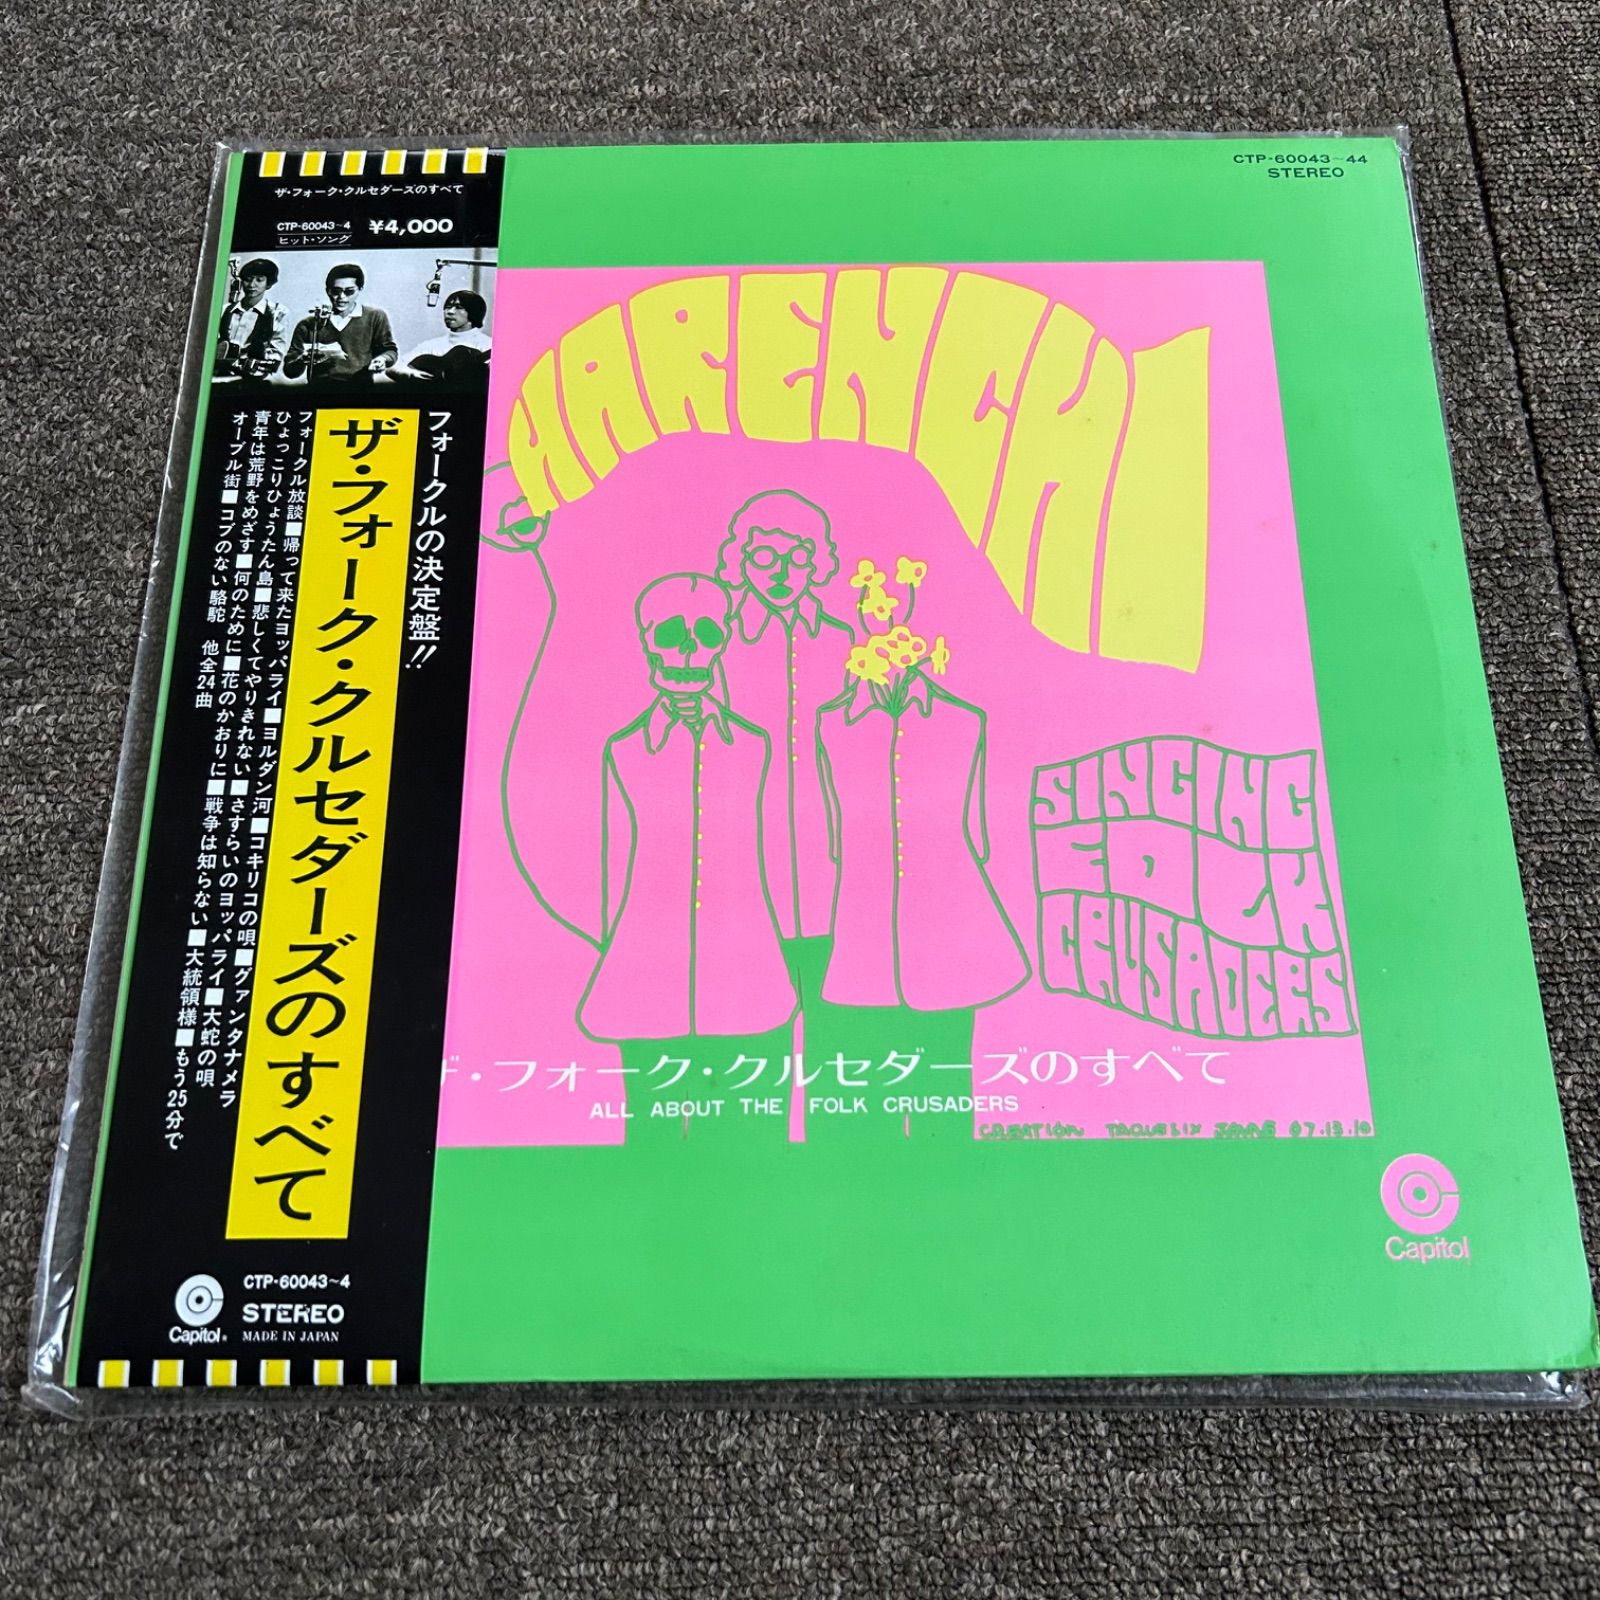 ザ・フォーク・クルセダーズのすべて
CTP-60043~4 ¥4,000
ヒット・ソング
フォークルの決定盤!!
ザ・フォーク・クルセダーズのすべて
フォークル放談■帰って来たヨッパライ■ヨルダン河■コキリコの唄■グァンタナメラ
ひょっこりひょうたん島■悲しくてやりきれない■さすらいのヨッパライ■大蛇の唄
青年は荒野をめざす■何のために■花のかおりに■戦争は知らない■大統領様■もう25分で
オーブル街■コブのない駱駝 他全24曲
CTP-60043~4
STEREO
Capitol®
MADE IN JAPAN
CTP-60043~44
STEREO
HARENCHI
SINGING
FOLK
CRUSADERS
ザ・フォーク・クルセダーズのすべて
ALL ABOUT THE FOLK CRUSADERS
CREATION 67.13.10
Capitol